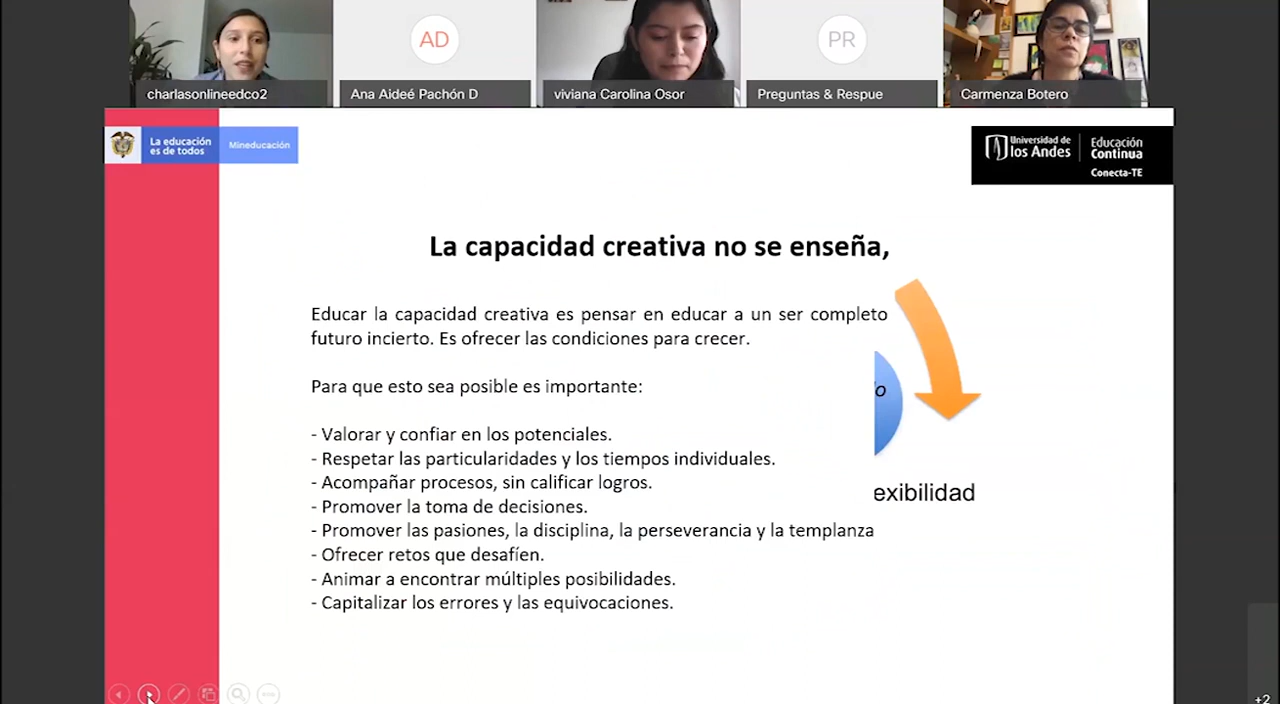 AD
PR
charlasonlineedco2
Ana Aideé Pachón D
viviana Carolina Osor
Preguntas & Respue
Carmenza Botero
La educación
es de todos
Mineducación
Universidad de
los Andes
Educación
Continua
Conecta-TE
La capacidad creativa no se enseña,
Educar la capacidad creativa es pensar en educar a un ser completo
futuro incierto. Es ofrecer las condiciones para crecer.
Para que esto sea posible es importante:
- Valorar y confiar en los potenciales.
- Respetar las particularidades y los tiempos individuales.
- Acompañar procesos, sin calificar logros.
- Promover la toma de decisiones.
- Promover las pasiones, la disciplina, la perseverancia y la templanza
- Ofrecer retos que desafíen.
- Animar a encontrar múltiples posibilidades.
- Capitalizar los errores y las equivocaciones.
lo
exibilidad
+2